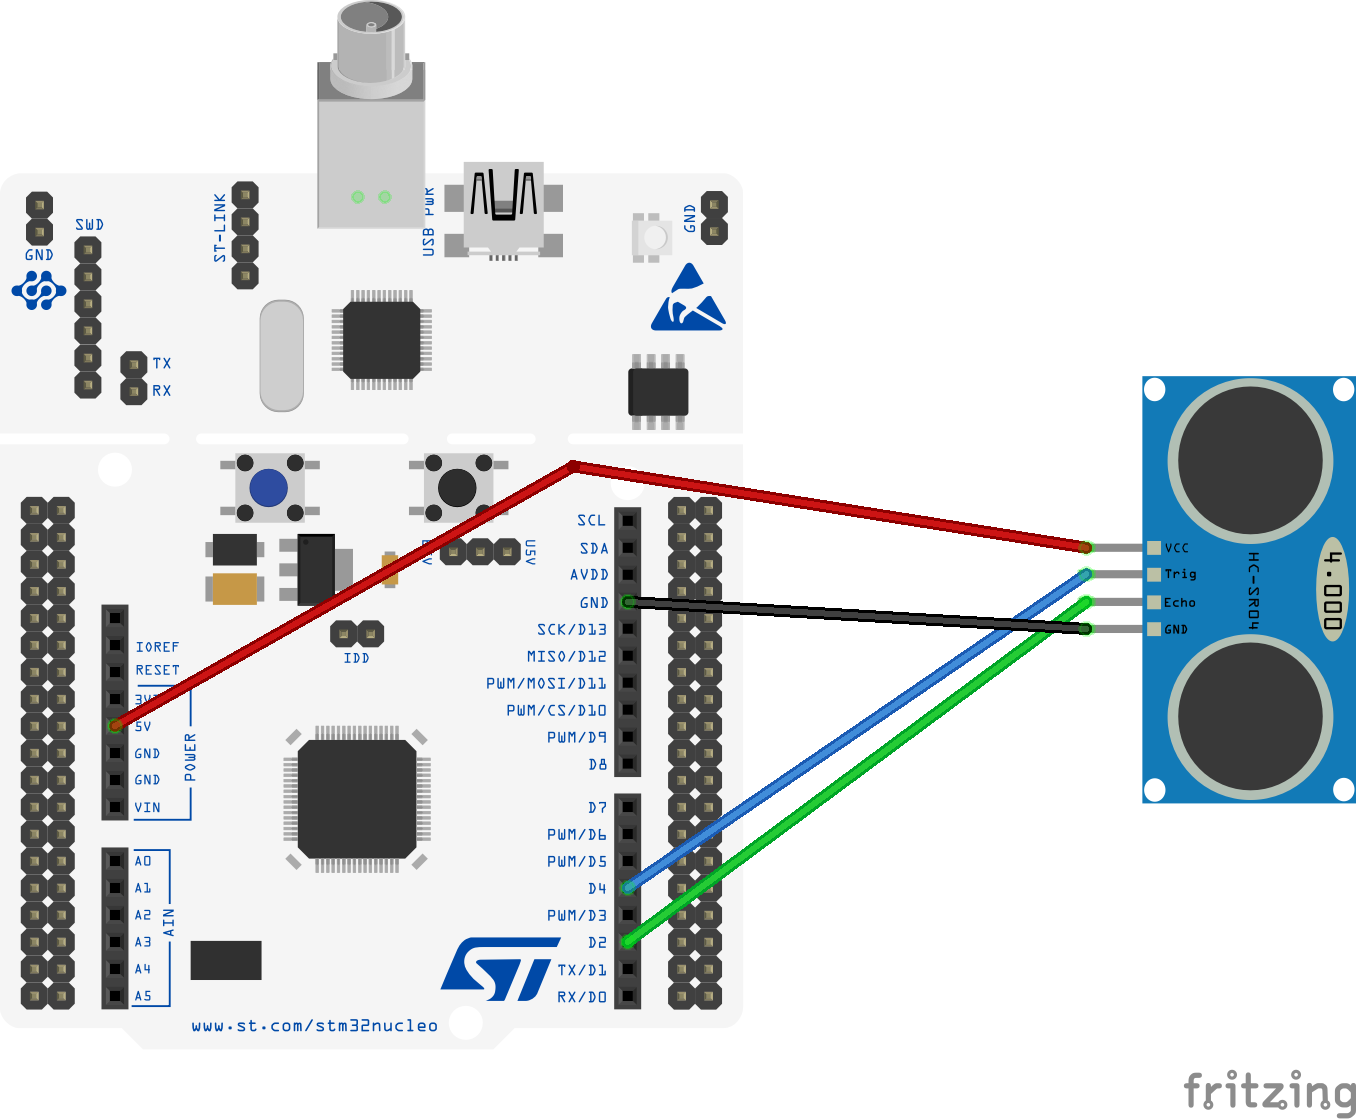 USB PWR
ST-LINK
GND
SWD
GND
TX
RX
SCL
U5V
SDA
AVDD
GND
SCK/D13
IOREF
MISO/D12
IDD
RESET
PWM/MOSI/D11
PWM/CS/D10
5V
PWM/D9
GND
POWER
D8
GND
VIN
D7
PWM/D6
A0
PWM/D5
A1
D4
A2
AIN
PWM/D3
A3
D2
A4
TX/D1
A5
RX/D0
ST
www.st.com/stm32nucleo
VCC
Trig
Echo
GND
HC-SR04
4.000
fritzing